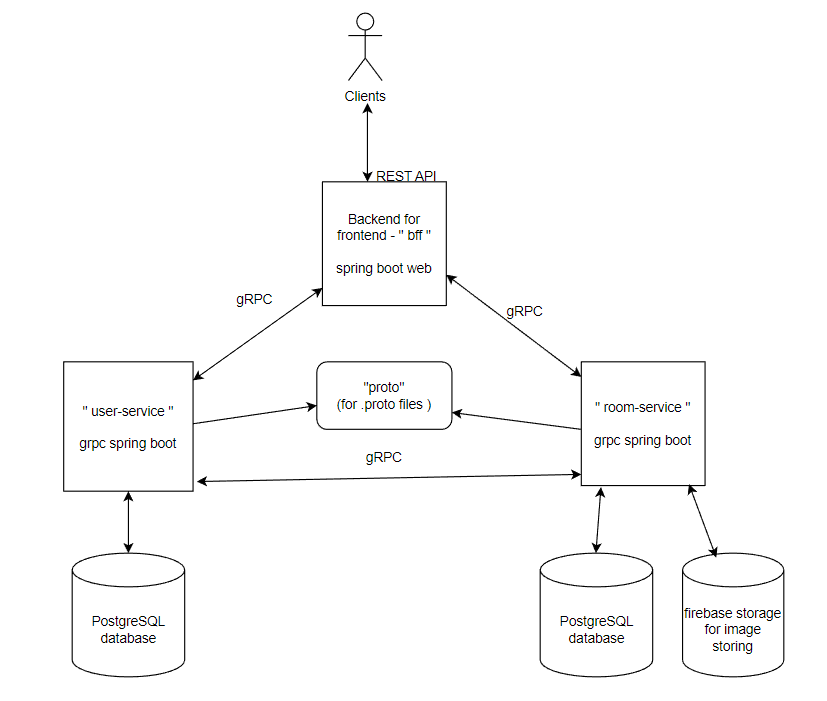 Clients
REST API
Backend for
frontend - " bff "
spring boot web
gRPC
gRPC
"proto"
(for .proto files )
" user-service "
grpc spring boot
" room-service "
grpc spring boot
gRPC
PostgreSQL
database
PostgreSQL
database
firebase storage
for image
storing